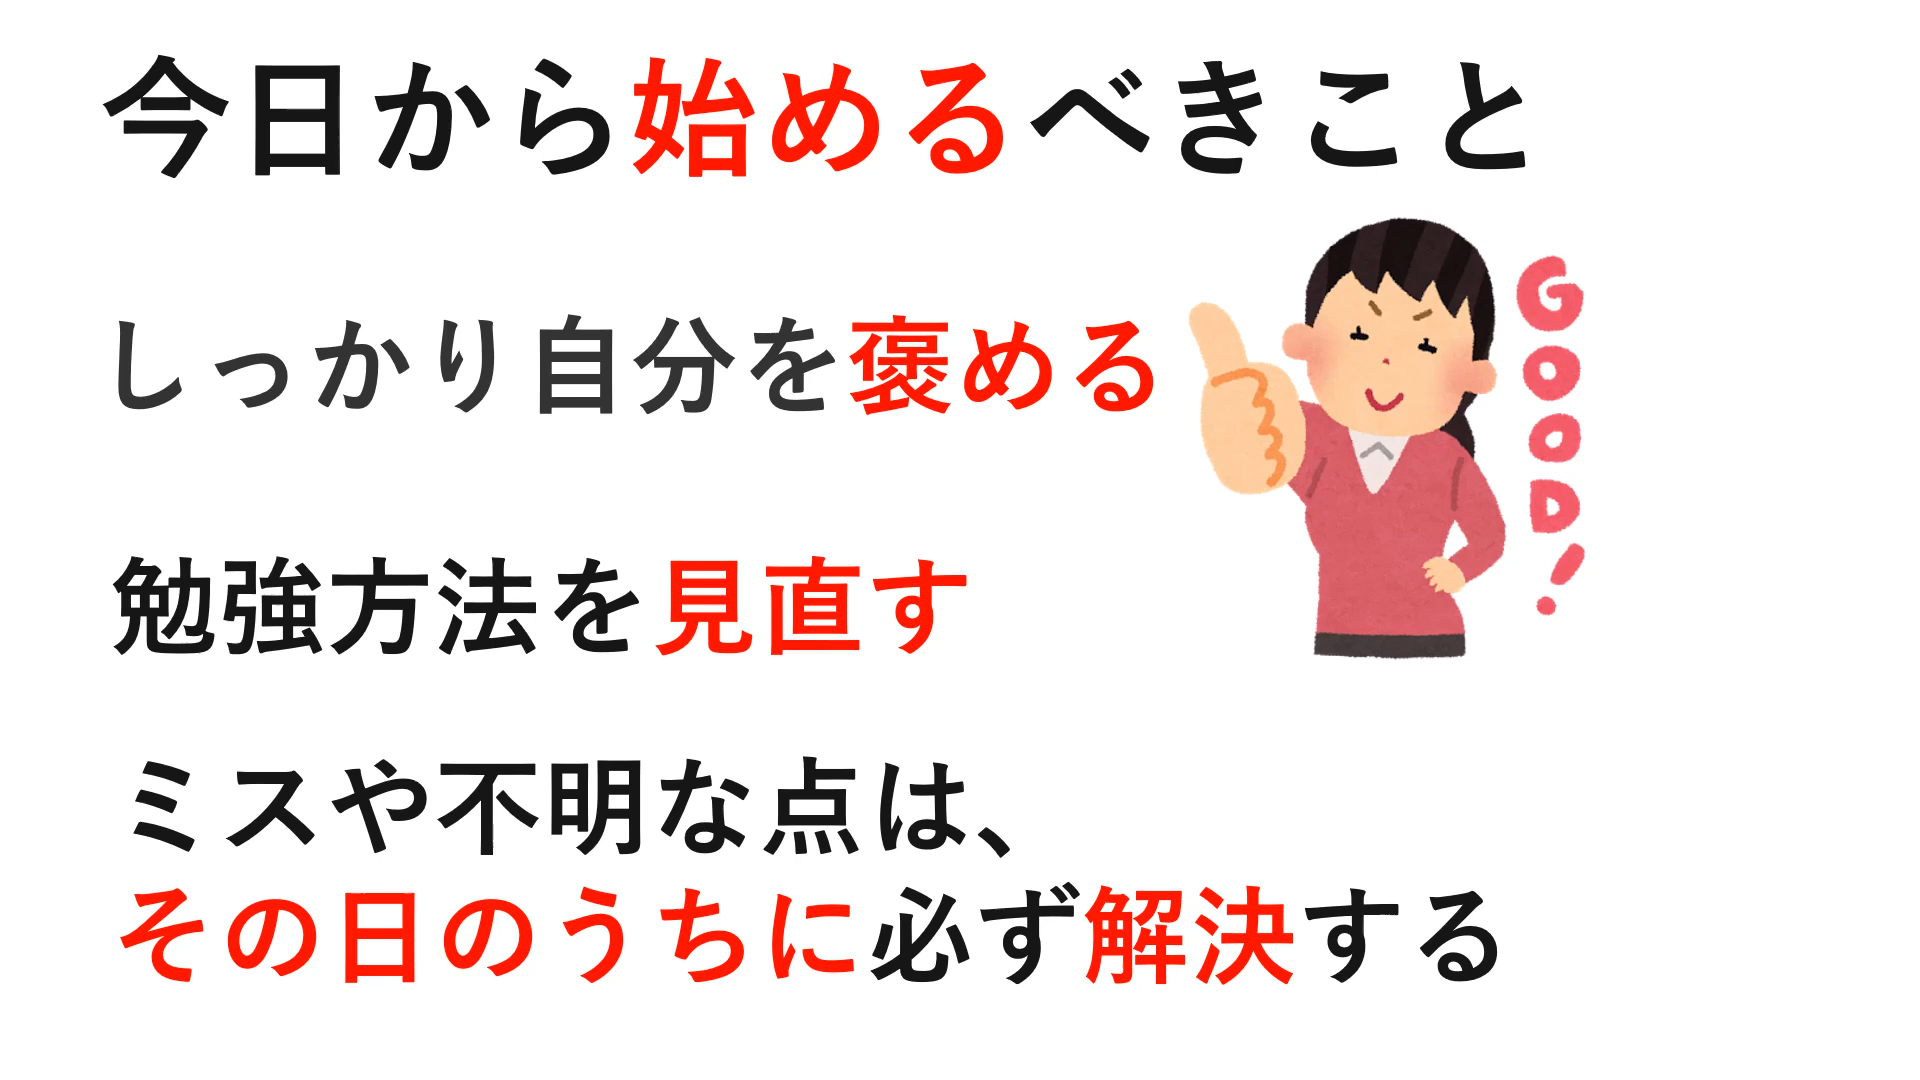 今日から始めるべきこと
しっかり自分を褒める
GOOD!
勉強方法を見直す
ミスや不明な点は、
その日のうちに必ず解決する